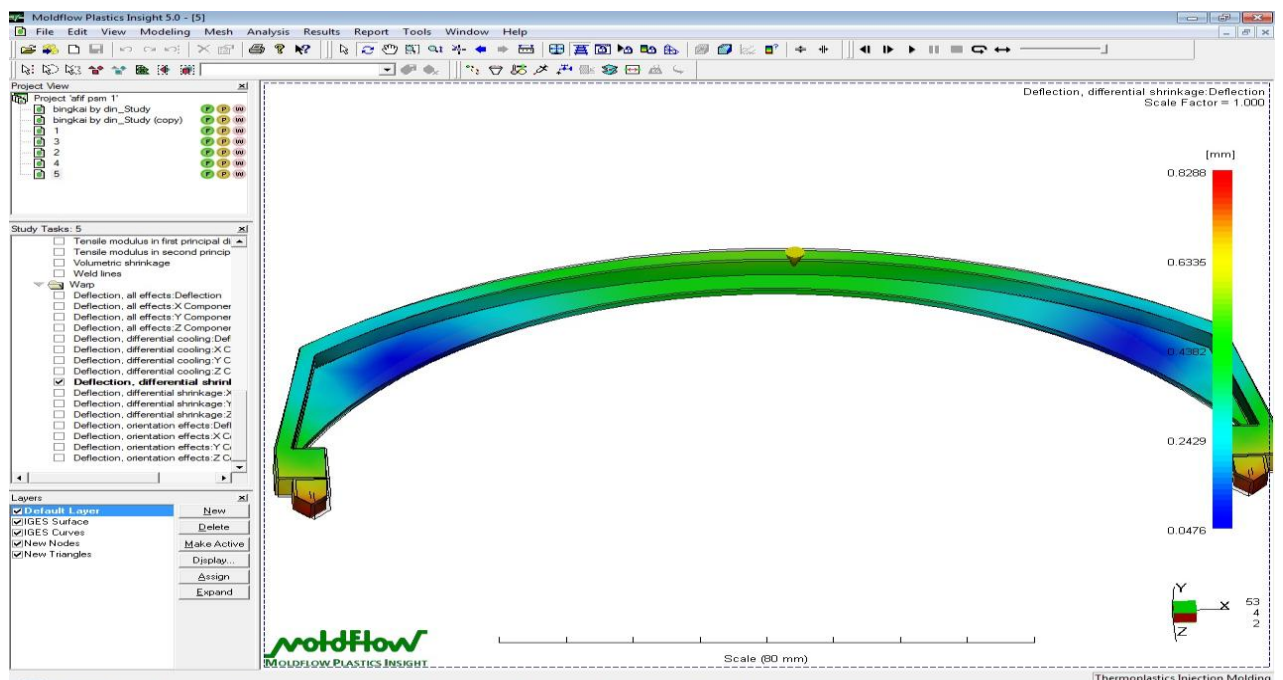 Moldflow Plastics Insight 5.0 - [5]
File Edit View Modeling Mesh Analysis Results Report Tools Window Help
Project View
Project 'afif psm 1'
bingkai by din_Study
bingkai by din_Study (copy)
1
3
2
4
5
Study Tasks: 5
Tensile modulus in first principal di
Tensile modulus in second princip
Volumetric shrinkage
Weld lines
Warp
Deflection, all effects:Deflection
Deflection, all effects:X Componer
Deflection, all effects:Y Componer
Deflection, all effects:Z Componer
Deflection, differential cooling:Def
Deflection, differential cooling:X C
Deflection, differential cooling:Y C
Deflection, differential cooling:Z C
Deflection, differential shrinl
Deflection, differential shrinkage:X
Deflection, differential shrinkage:Y
Deflection, differential shrinkage:Z
Deflection, orientation effects:Defl
Deflection, orientation effects:X C
Deflection, orientation effects:Y C
Deflection, orientation effects:Z C
Layers
Default Layer
IGES Surface
IGES Curves
New Nodes
New Triangles
New
Delete
Make Active
Display...
Assign
Expand
Deflection, differential shrinkage:Deflection
Scale Factor = 1.000
[mm]
0.8288
0.6335
0.4382
0.2429
0.0476
Y
X
Z
53
4
2
moldflow
MOLDFLOW PLASTICS INSIGHT
Scale (80 mm)
Thermoplastics Injection Molding